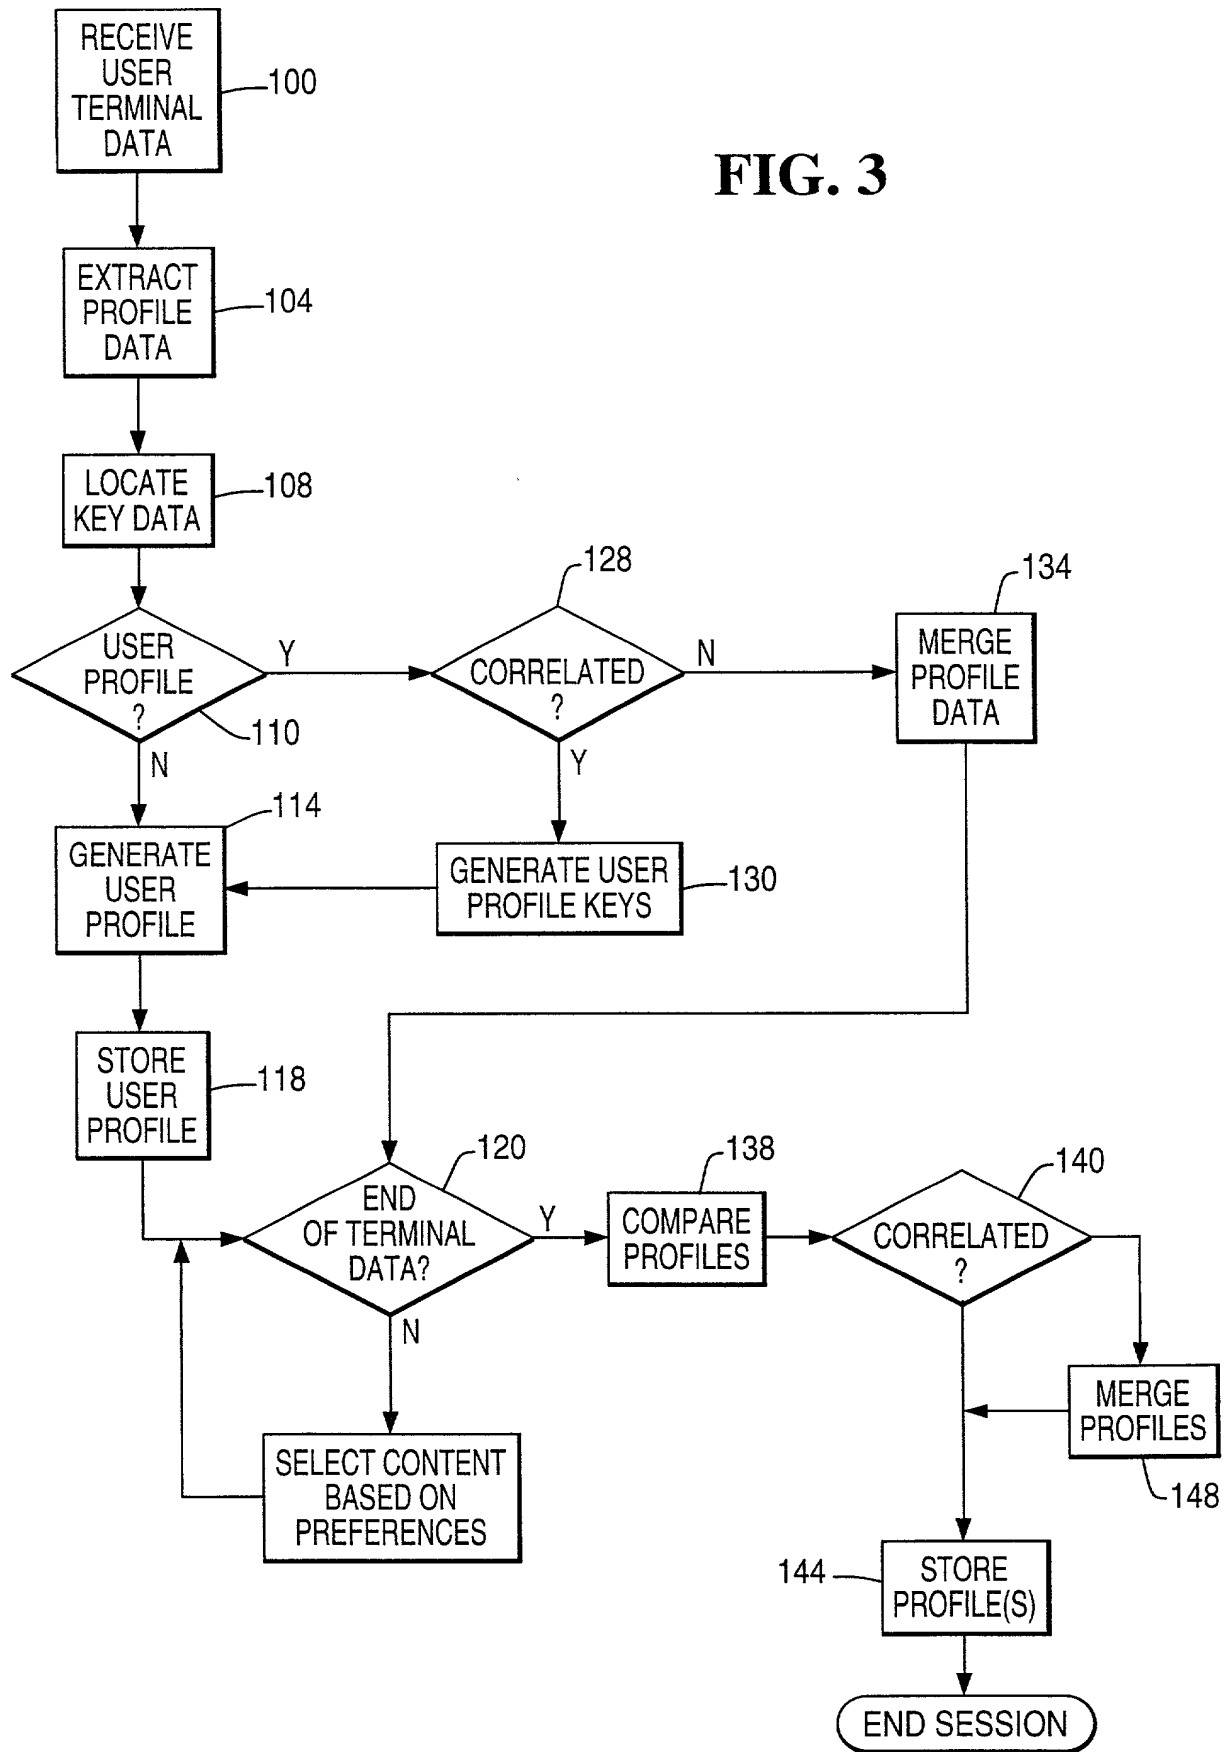 RECEIVE
USER
TERMINAL
DATA
100
FIG. 3
EXTRACT
PROFILE
DATA
104
LOCATE
KEY DATA
108
USER
PROFILE
?
110
Y
N
CORRELATED
?
128
N
Y
MERGE
PROFILE
DATA
134
GENERATE
USER
PROFILE
114
GENERATE USER
PROFILE KEYS
130
STORE
USER
PROFILE
118
END
OF TERMINAL
DATA?
120
Y
N
COMPARE
PROFILES
138
CORRELATED
?
140
MERGE
PROFILES
148
SELECT CONTENT
BASED ON
PREFERENCES
144
STORE
PROFILE(S)
END SESSION